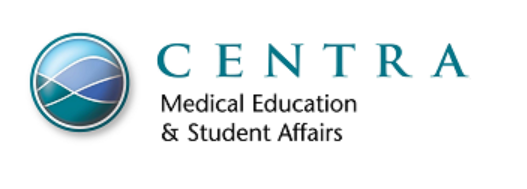 CENTRA
Medical Education
& Student Affairs